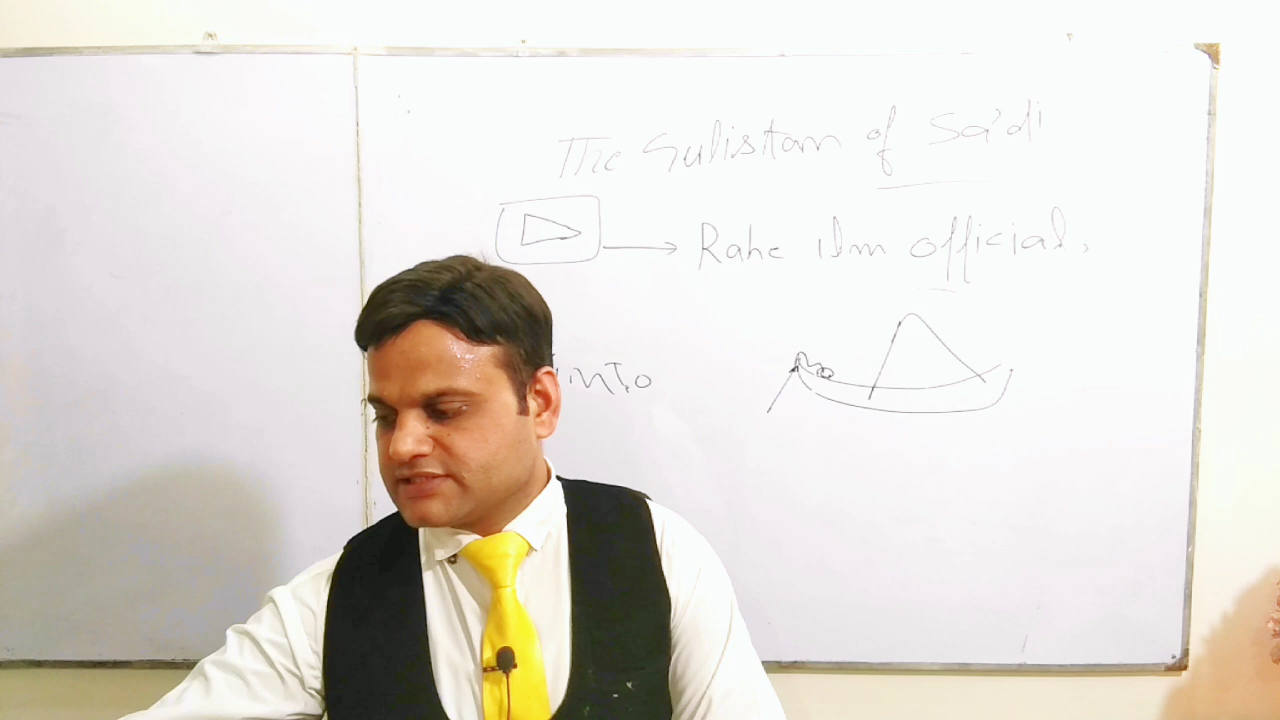 The Gulistan of Sa'di
Rahe ilm official.
into